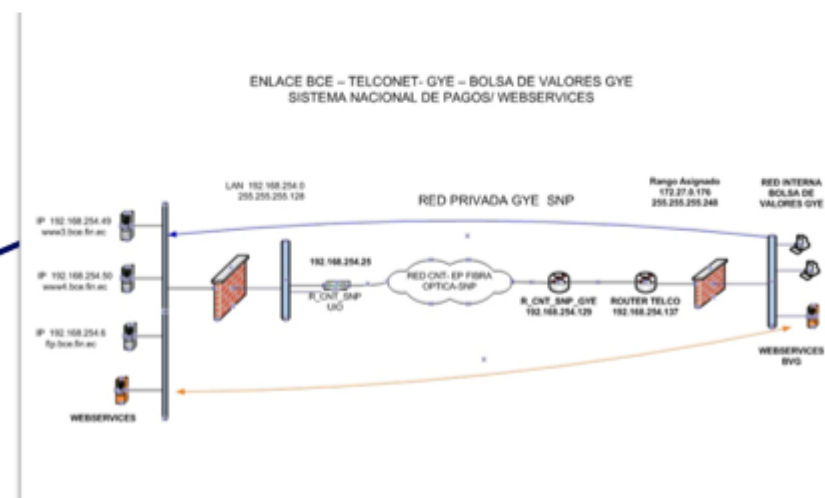 ENLACE BCE – TELCONET- GYE – BOLSA DE VALORES GYE
SISTEMA NACIONAL DE PAGOS/ WEBSERVICES
LAN 192.168.254.0
255.255.255.128
RED PRIVADA GYE SNP
Rango Asignado
172.27.0.176
255.255.255.248
RED INTERNA
BOLSA DE
VALORES GYE
IP 192.168.254.49
www3.bce.fin.ec
IP 192.168.254.50
www4.bce.fin.ec
IP 192.168.254.6
ftp.bce.fin.ec
WEBSERVICES
192.168.254.25
R_CNT_SNP
UIO
RED CNT- EP FIBRA
OPTICA-SNP
R_CNT_SNP_GYE
192.168.254.129
ROUTER TELCO
192.168.254.137
WEBSERVICES
BVG